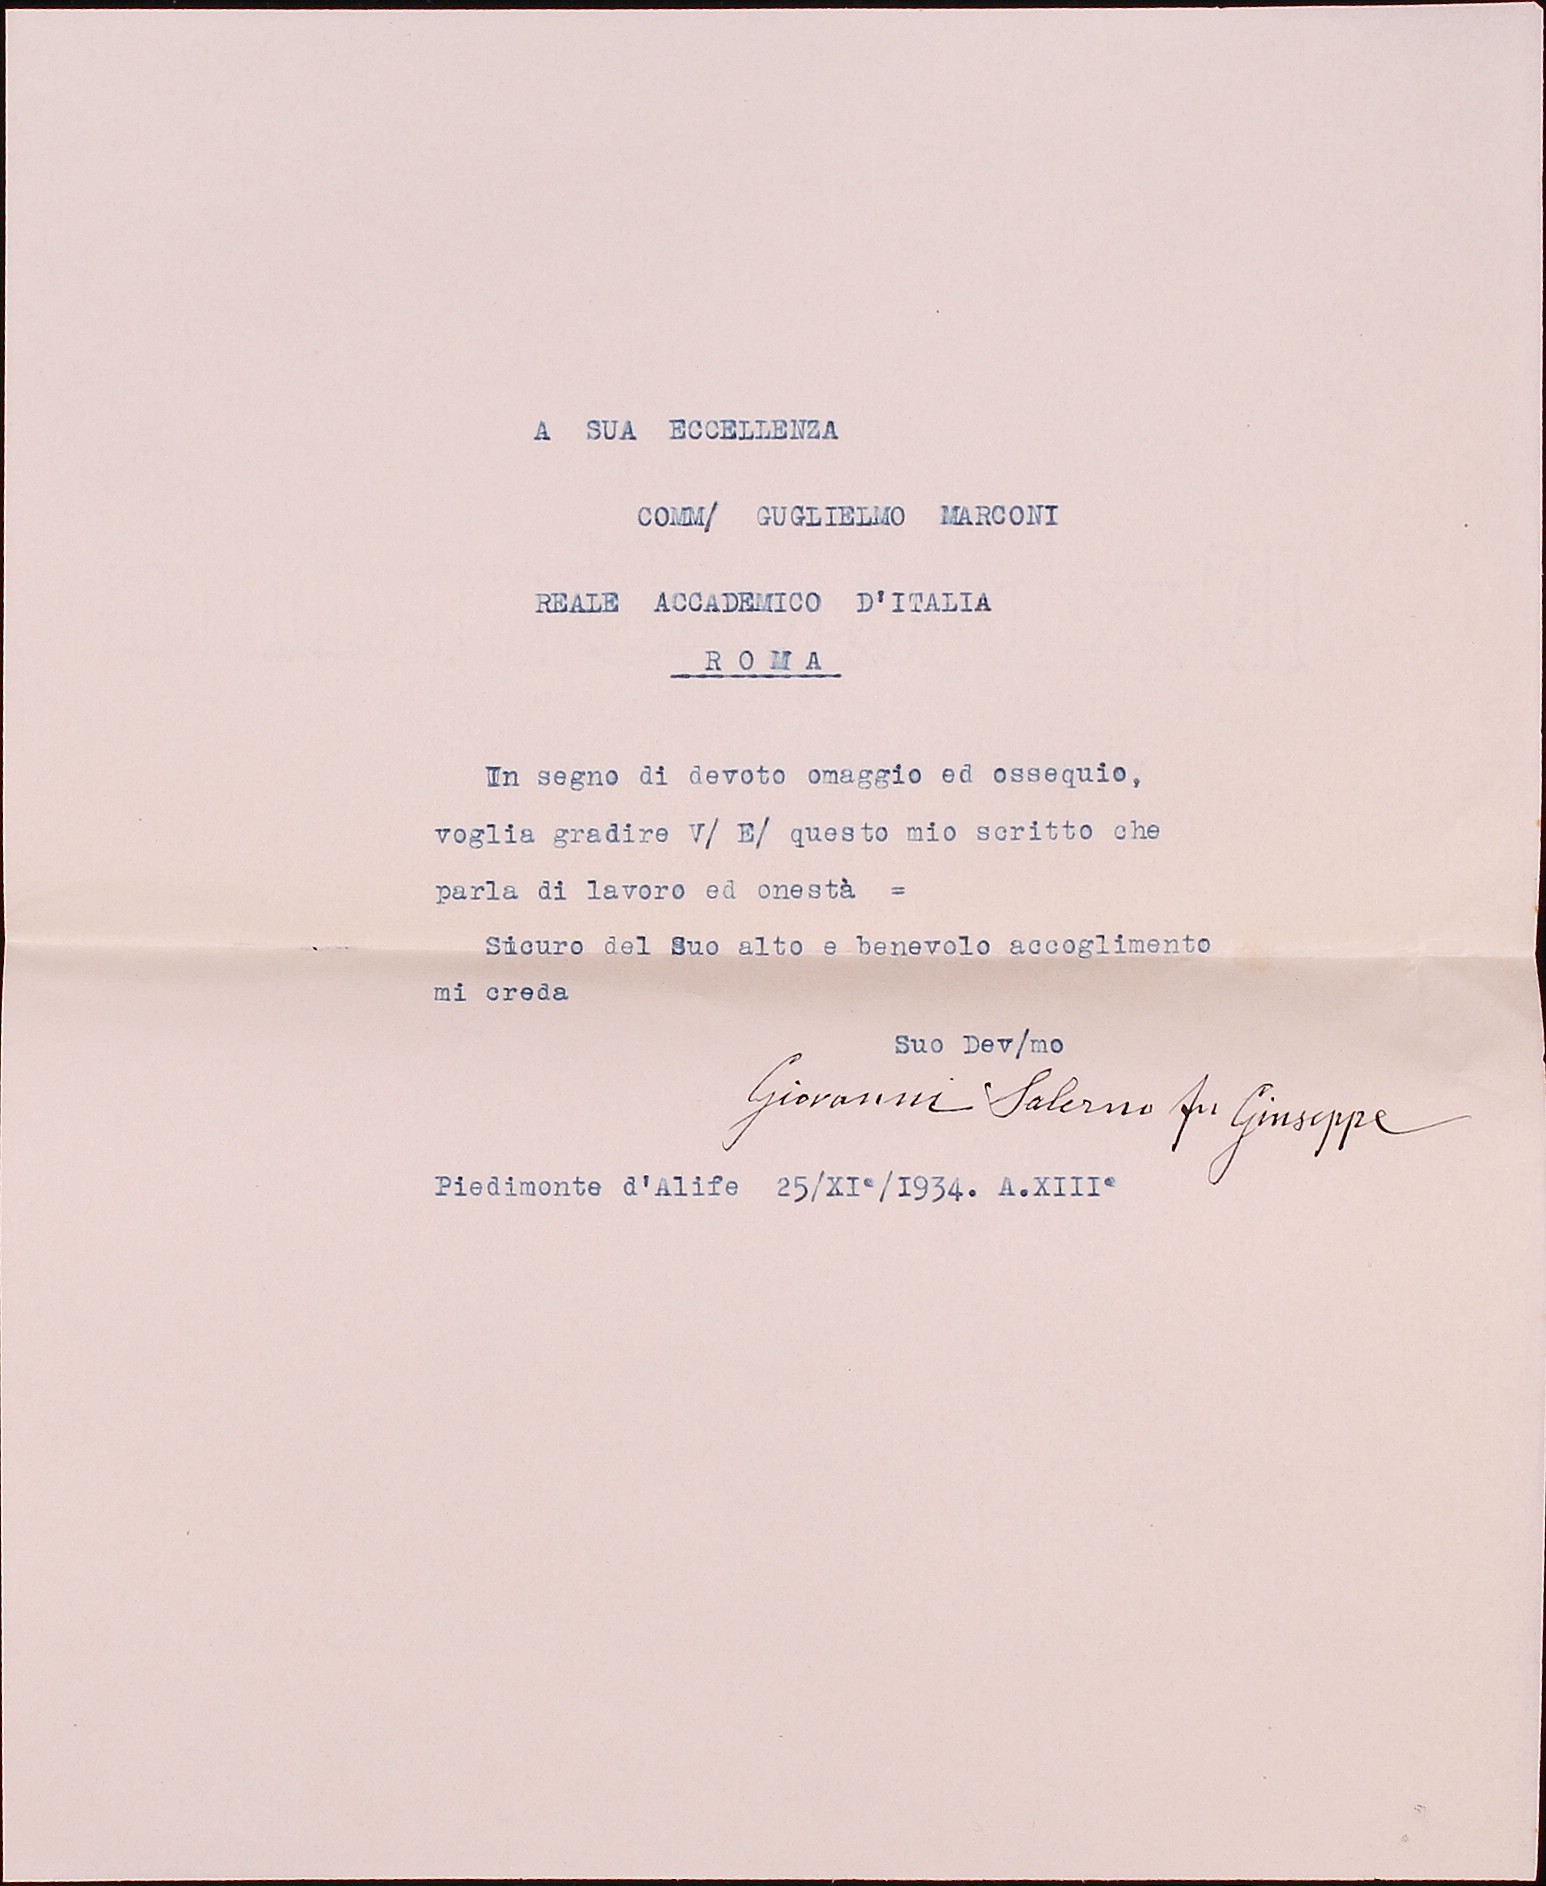 A SUA ECCELLENZA
COMM/ GUGLIELMO MARCONI
REALE ACCADEMICO D'ITALIA
ROMA
In segno di devoto omaggio ed ossequio,
voglia gradire V/ E/ questo mio scritto che
parla di lavoro ed onestà =
Sicuro del Suo alto e benevolo accoglimento
mi creda
Suo Dev/mo
Giovanni Salerno fu Giuseppe
Piedimonte d'Alife 25/XI°/1934. A.XIII°